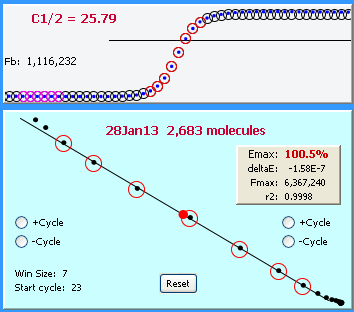 C1/2 = 25.79
Fb: 1,116,232
28Jan13 2,683 molecules
Emax: 100.5%
deltaE: -1.58E-7
Fmax: 6,367,240
r2: 0.9998
+Cycle
-Cycle
+Cycle
-Cycle
Win Size: 7
Start cycle: 23
Reset